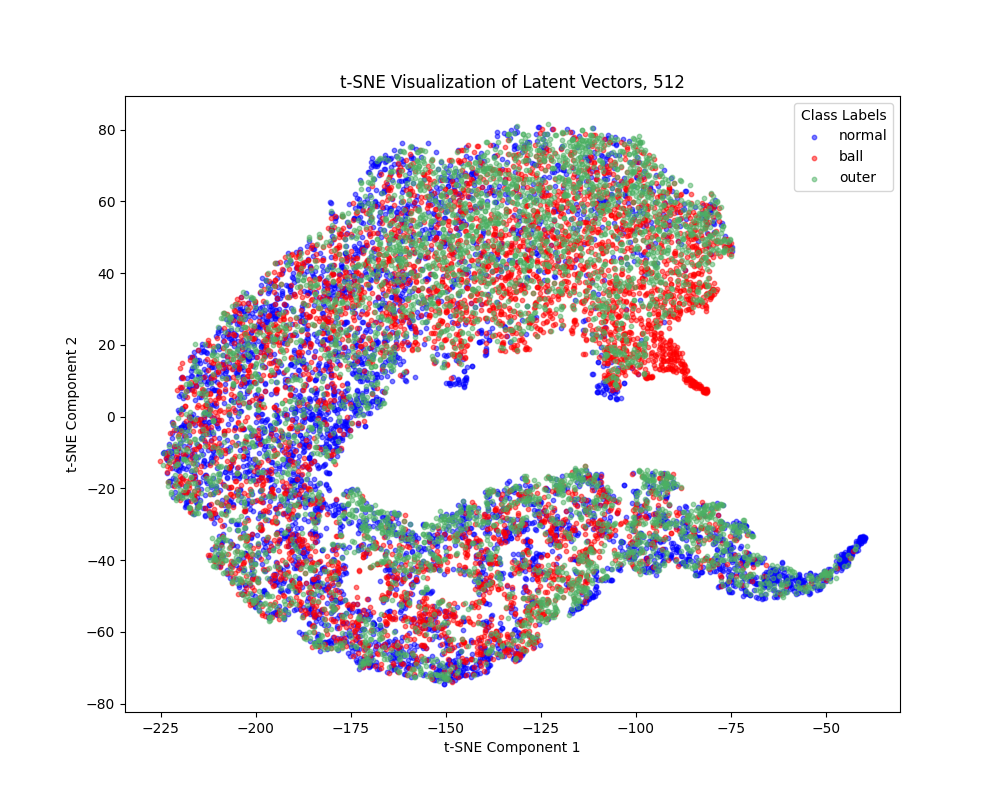 t-SNE Visualization of Latent Vectors, 512
Class Labels
normal
ball
outer
80
60
40
20
0
−20
−40
−60
−80
t-SNE Component 2
−225
−200
−175
−150
−125
−100
−75
−50
t-SNE Component 1